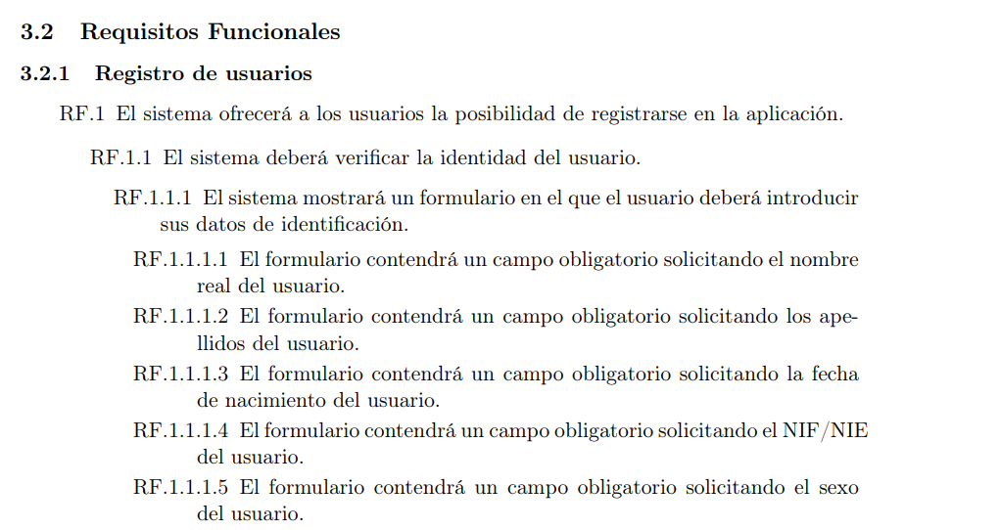 3.2 Requisitos Funcionales
3.2.1 Registro de usuarios
RF.1 El sistema ofrecerá a los usuarios la posibilidad de registrarse en la aplicación.
RF.1.1 El sistema deberá verificar la identidad del usuario.
RF.1.1.1 El sistema mostrará un formulario en el que el usuario deberá introducir
sus datos de identificación.
RF.1.1.1.1 El formulario contendrá un campo obligatorio solicitando el nombre
real del usuario.
RF.1.1.1.2 El formulario contendrá un campo obligatorio solicitando los ape-
llidos del usuario.
RF.1.1.1.3 El formulario contendrá un campo obligatorio solicitando la fecha
de nacimiento del usuario.
RF.1.1.1.4 El formulario contendrá un campo obligatorio solicitando el NIF/NIE
del usuario.
RF.1.1.1.5 El formulario contendrá un campo obligatorio solicitando el sexo
del usuario.